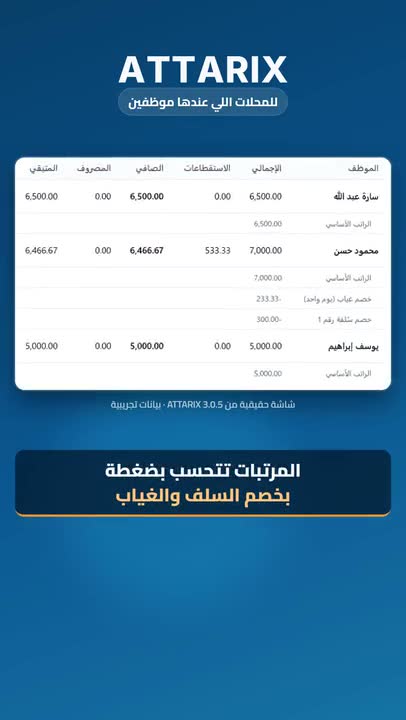 ATTARIX
للمحلات اللي عندها موظفين
الموظف الإجمالي الاستقطاعات الصافي المصروف المتبقي
سارة عبد الله 6,500.00 0.00 6,500.00 0.00 6,500.00
الراتب الأساسي 6,500.00
محمود حسن 7,000.00 533.33 6,466.67 0.00 6,466.67
الراتب الأساسي 7,000.00
خصم غياب (يوم واحد) -233.33
خصم سُلفة رقم 1 -300.00
يوسف إبراهيم 5,000.00 0.00 5,000.00 0.00 5,000.00
الراتب الأساسي 5,000.00
شاشة حقيقية من ATTARIX 3.0.5 · بيانات تجريبية
المرتبات تتحسب بضغطة
بخصم السلف والغياب